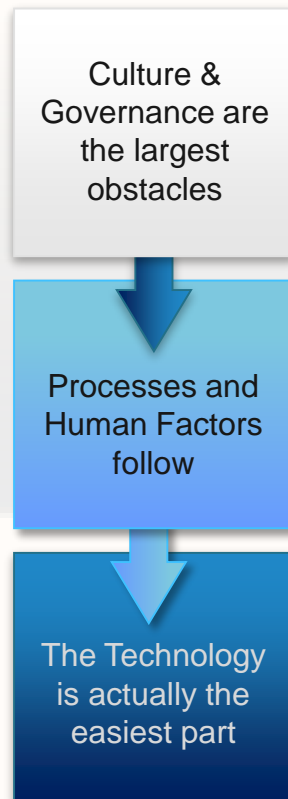 Culture &
Governance are
the largest
obstacles
Processes and
Human Factors
follow
The Technology
is actually the
easiest part